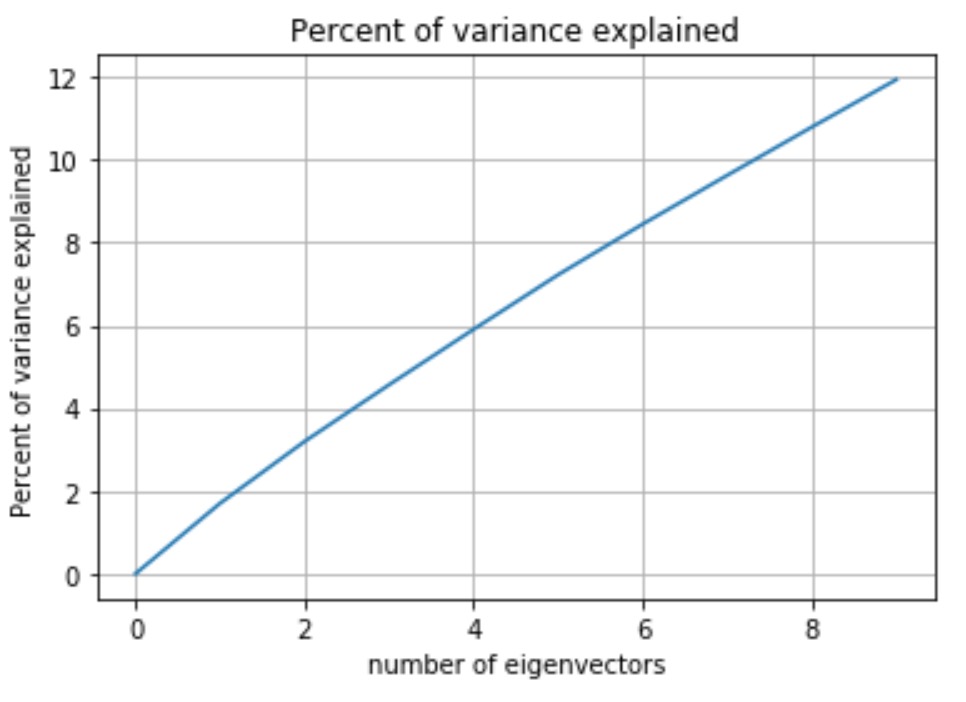 Percent of variance explained
Percent of variance explained
12
10
8
6
4
2
0
0 2 4 6 8
number of eigenvectors